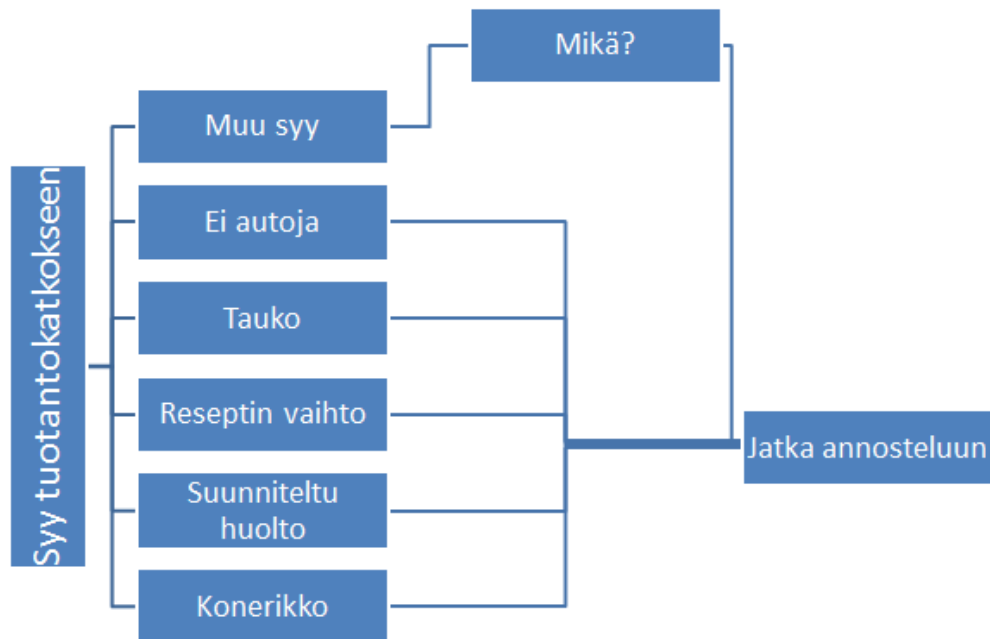 Mikä?
Muu syy
Syy tuotantokatkokseen
Ei autoja
Tauko
Reseptin vaihto
Jatka annosteluun
Suunniteltu
huolto
Konerikko